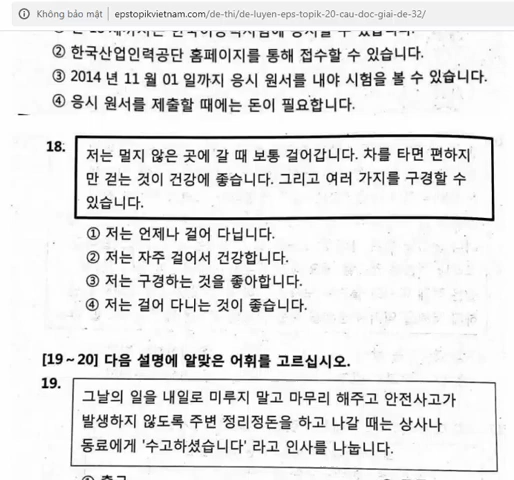 Không bảo mật | epstopikvietnam.com/de-thi/de-luyen-eps-topik-20-cau-doc-giai-de-32/
② 한국산업인력공단 홈페이지를 통해 접수할 수 있습니다.
③ 2014 년 11 월 01 일까지 응시 원서를 내야 시험을 볼 수 있습니다.
④ 응시 원서를 제출할 때에는 돈이 필요합니다.
18.
저는 멀지 않은 곳에 갈 때 보통 걸어갑니다. 차를 타면 편하지
만 걷는 것이 건강에 좋습니다. 그리고 여러 가지를 구경할 수
있습니다.
① 저는 언제나 걸어 다닙니다.
② 저는 자주 걸어서 건강합니다.
③ 저는 구경하는 것을 좋아합니다.
④ 저는 걸어 다니는 것이 좋습니다.
[19 ~ 20] 다음 설명에 알맞은 어휘를 고르십시오.
19.
그날의 일을 내일로 미루지 말고 마무리 해주고 안전사고가
발생하지 않도록 주변 정리정돈을 하고 나갈 때는 상사나
동료에게 '수고하셨습니다' 라고 인사를 나눕니다.